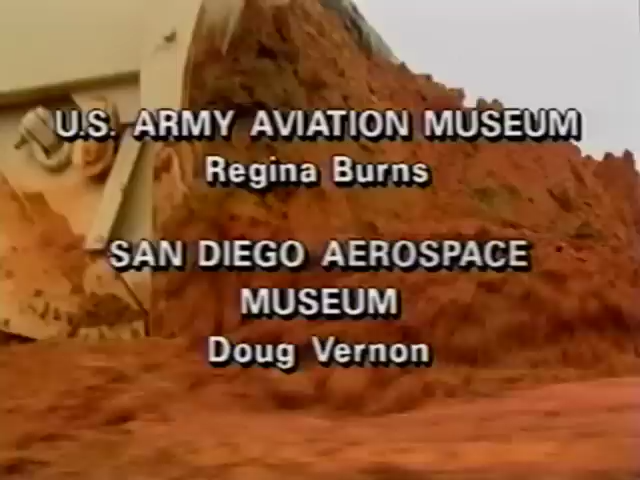 U.S. ARMY AVIATION MUSEUM
Regina Burns
SAN DIEGO AEROSPACE
MUSEUM
Doug Vernon